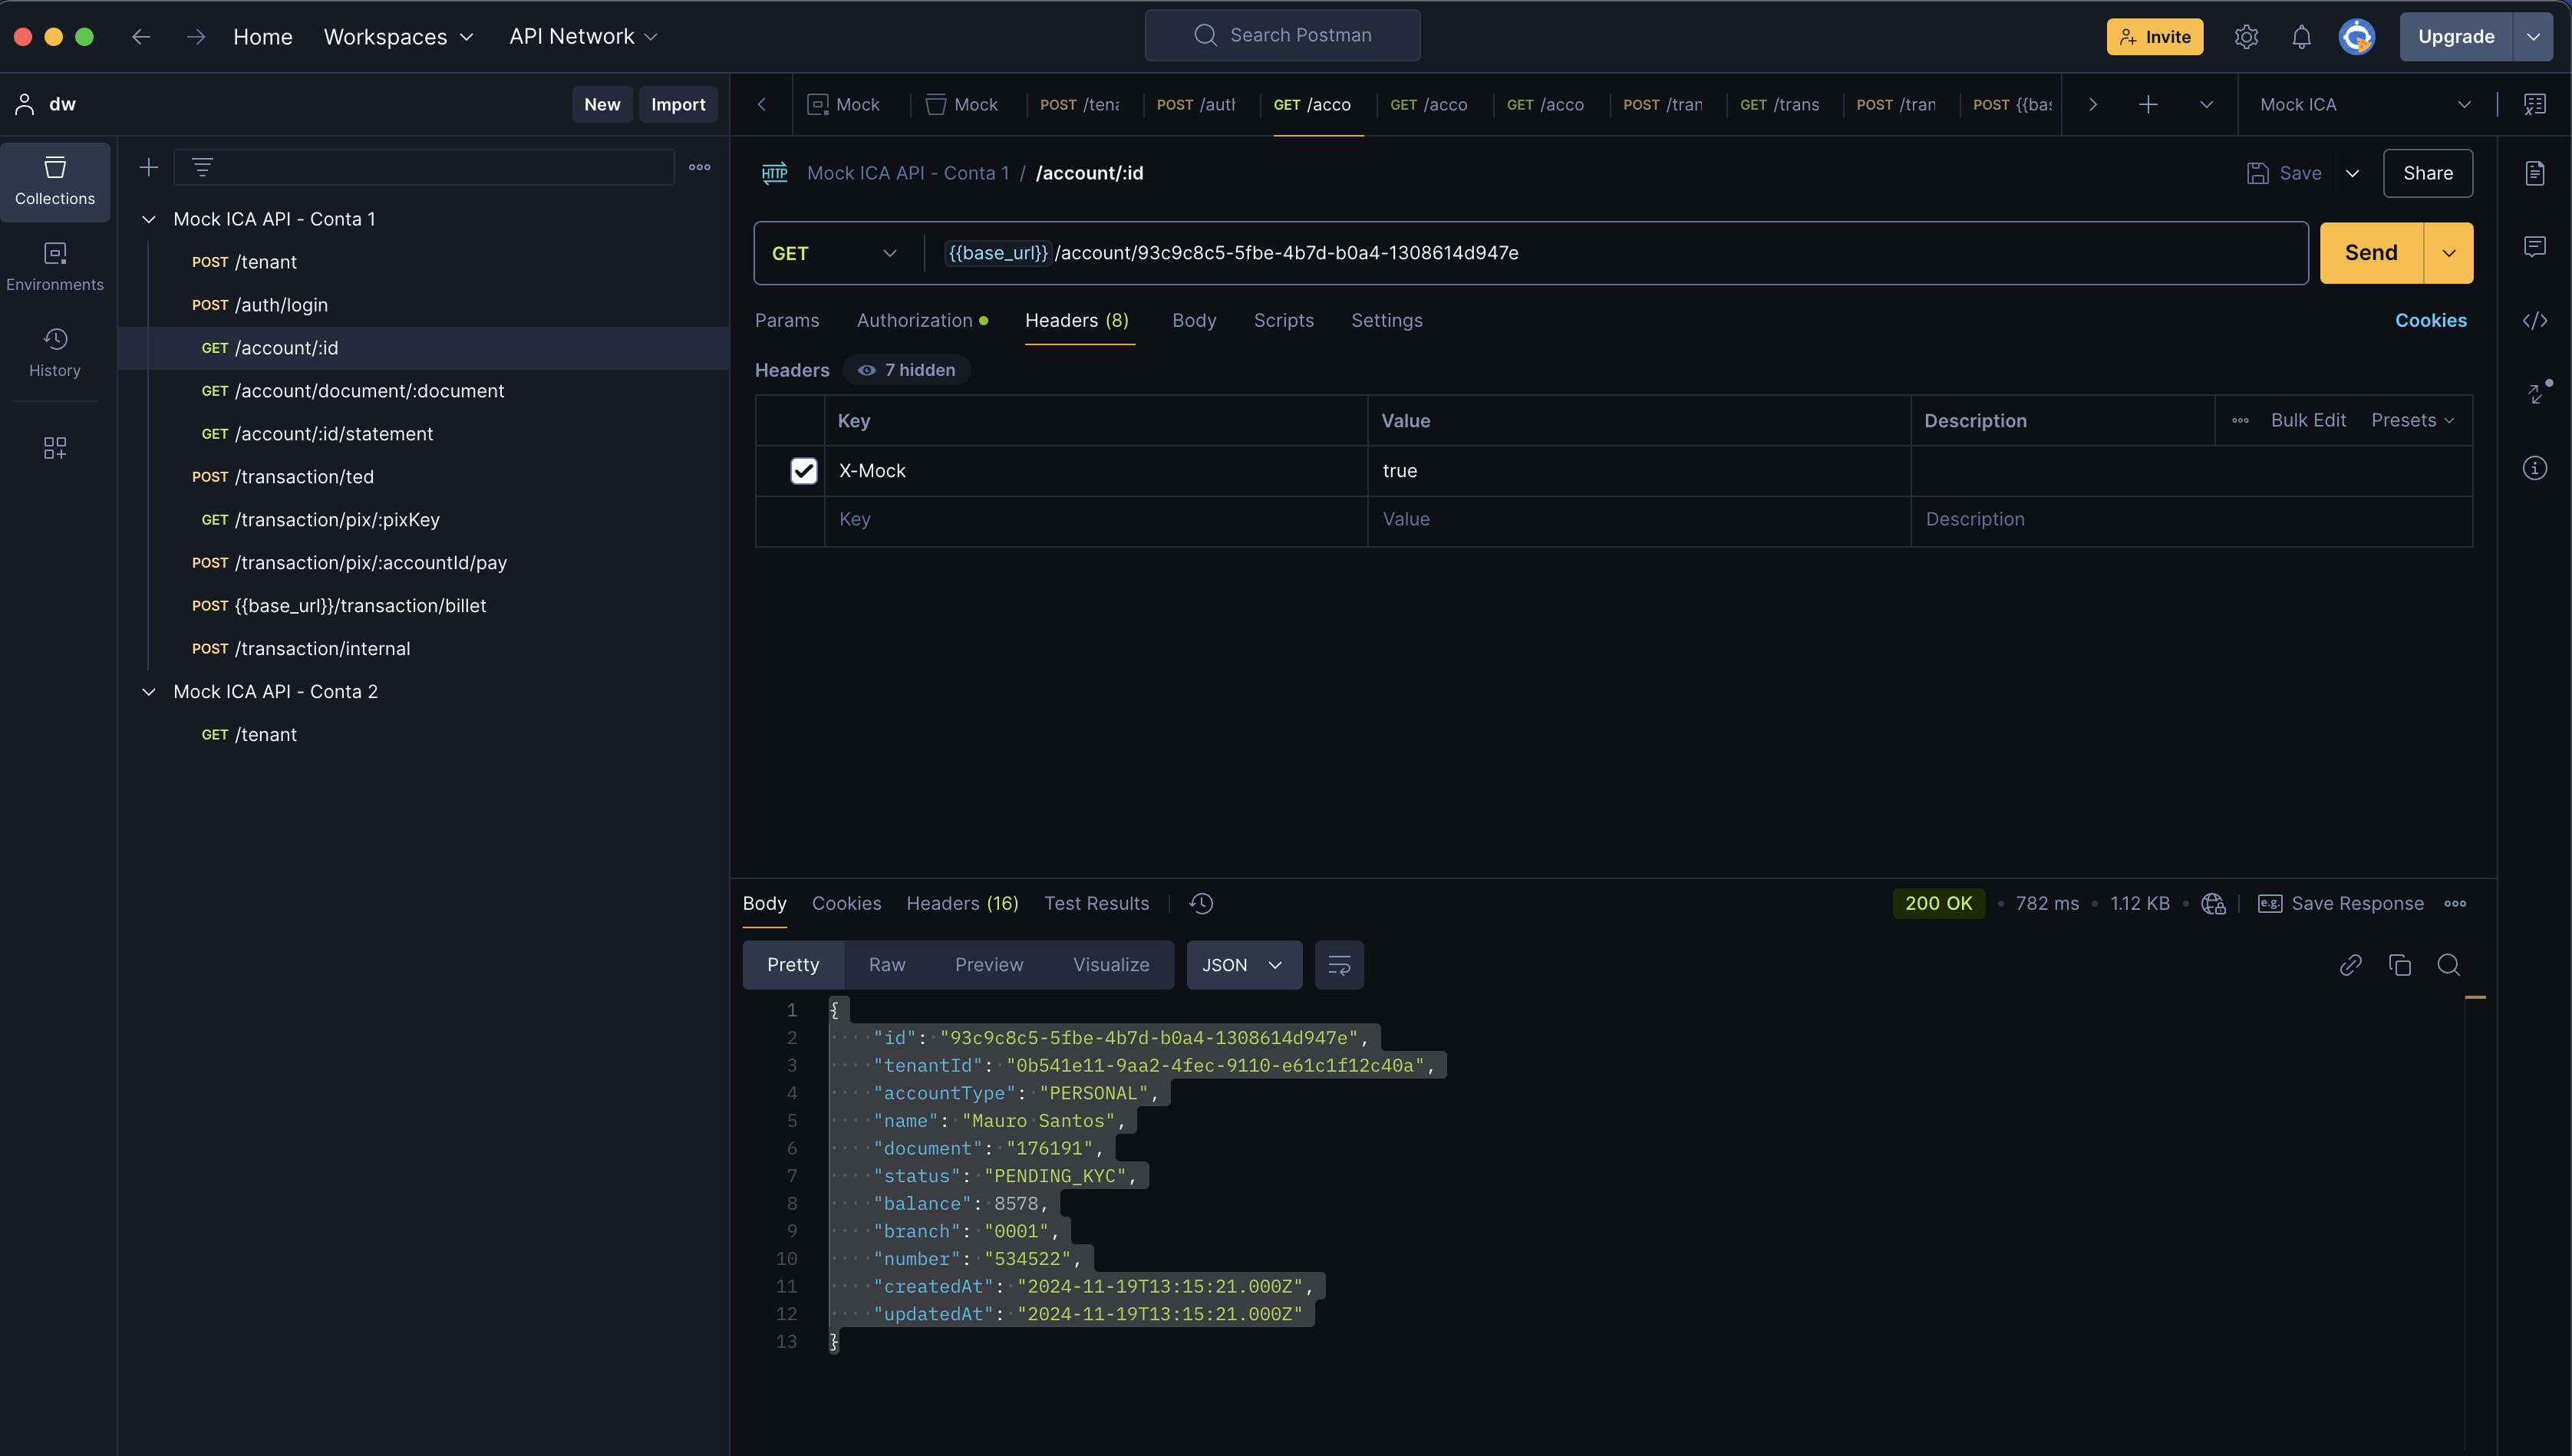 Home Workspaces API Network Search Postman Invite Upgrade
dw New Import
Mock Mock POST /tena POST /auth GET /acco GET /acco GET /acco POST /tran GET /trans POST /tran POST {{bas Mock ICA
Collections
Environments
History
Mock ICA API - Conta 1
POST /tenant
POST /auth/login
GET /account/:id
GET /account/document/:document
GET /account/:id/statement
POST /transaction/ted
GET /transaction/pix/:pixKey
POST /transaction/pix/:accountId/pay
POST {{base_url}}/transaction/billet
POST /transaction/internal
Mock ICA API - Conta 2
GET /tenant
HTTP Mock ICA API - Conta 1 / /account/:id Save Share
GET {{base_url}}/account/93c9c8c5-5fbe-4b7d-b0a4-1308614d947e Send
Params Authorization Headers (8) Body Scripts Settings Cookies
Headers 7 hidden
Key Value Description Bulk Edit Presets
X-Mock true
Key Value Description
Body Cookies Headers (16) Test Results 200 OK • 782 ms • 1.12 KB • e.g. Save Response
Pretty Raw Preview Visualize JSON
1 {
2 "id": "93c9c8c5-5fbe-4b7d-b0a4-1308614d947e",
3 "tenantId": "0b541e11-9aa2-4fec-9110-e61c1f12c40a",
4 "accountType": "PERSONAL",
5 "name": "Mauro Santos",
6 "document": "176191",
7 "status": "PENDING_KYC",
8 "balance": 8578,
9 "branch": "0001",
10 "number": "534522",
11 "createdAt": "2024-11-19T13:15:21.000Z",
12 "updatedAt": "2024-11-19T13:15:21.000Z"
13 }